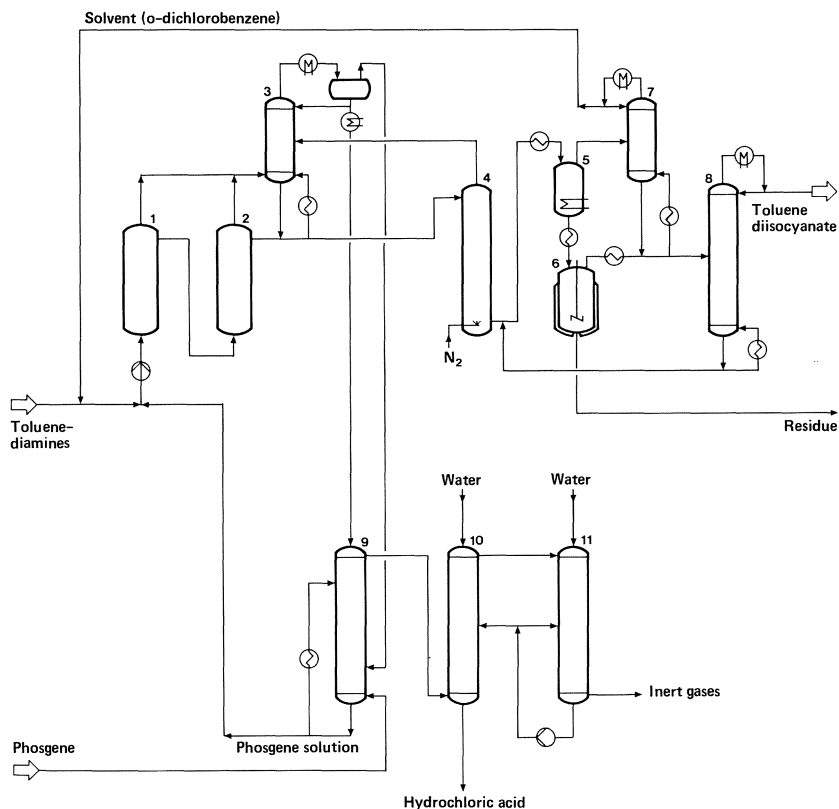 Solvent (o-dichlorobenzene)
3
7
5
8
4
Toluene
diisocyanate
1
2
6
N2
Toluene-
diamines
Residue
Water
Water
9
10
11
Inert gases
Phosgene
Phosgene solution
Hydrochloric acid